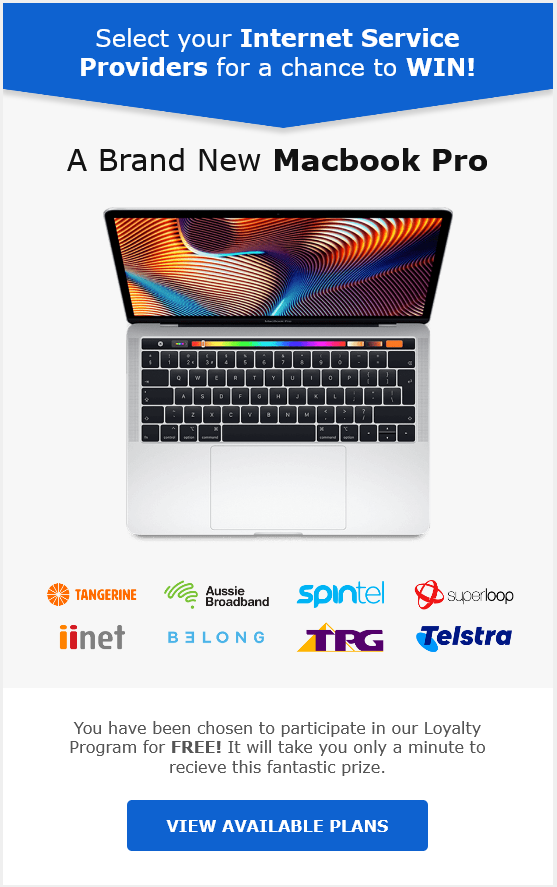 Select your Internet Service
Providers for a chance to WIN!
A Brand New Macbook Pro
TANGERINE
Aussie
Broadband
spintel
superloop
iinet
BELONG
TPG
Telstra
You have been chosen to participate in our Loyalty
Program for FREE! It will take you only a minute to
recieve this fantastic prize.
VIEW AVAILABLE PLANS